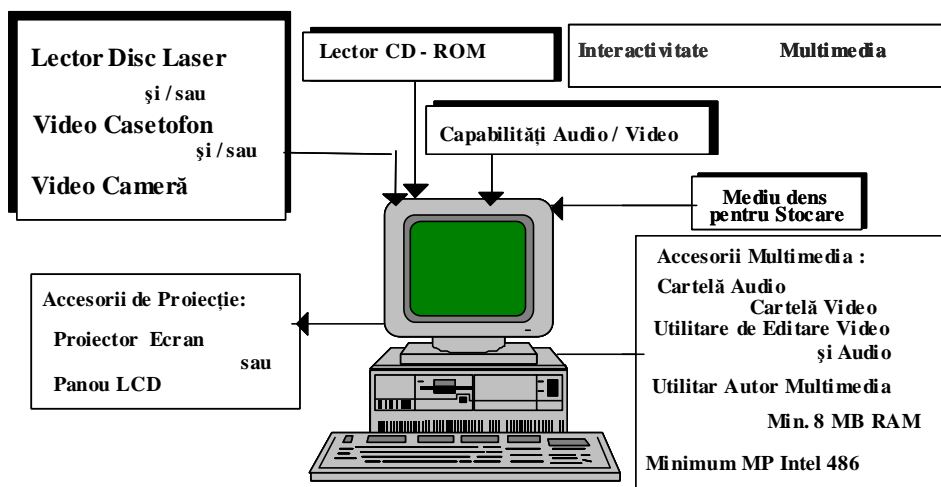 Lector Disc Laser
şi / sau
Video Casetofon
şi / sau
Video Cameră
Lector CD - ROM
Interactivitate Multimedia
Capabilităţi Audio / Video
Mediu dens
pentru Stocare
Accesorii de Proiecţie:
Proiector Ecran
sau
Panou LCD
Accesorii Multimedia :
Cartelă Audio
Cartelă Video
Utilitare de Editare Video
şi Audio
Utilitar Autor Multimedia
Min. 8 MB RAM
Minimum MP Intel 486